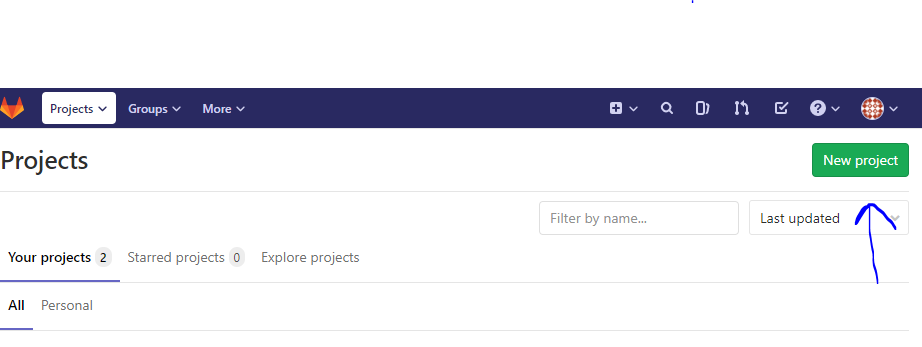 Projects Groups More
Projects New project
Filter by name... Last updated
Your projects 2 Starred projects 0 Explore projects
All Personal